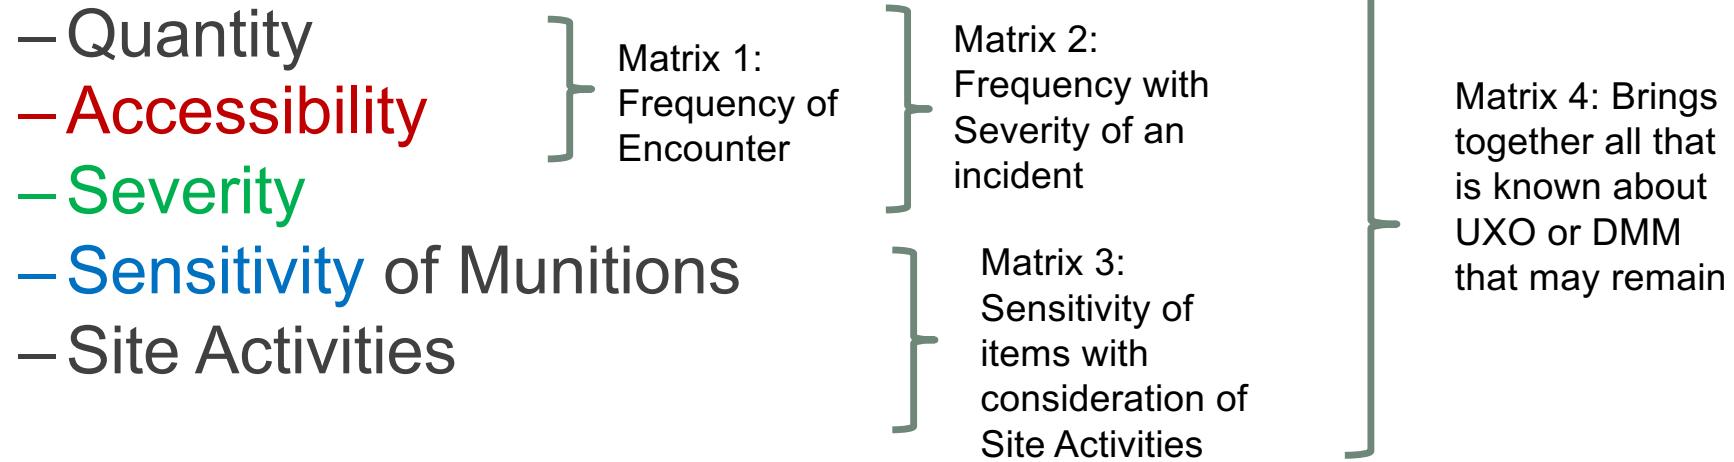 – Quantity
– Accessibility
– Severity
– Sensitivity of Munitions
– Site Activities
Matrix 1:
Frequency of
Encounter
Matrix 2:
Frequency with
Severity of an
incident
Matrix 3:
Sensitivity of
items with
consideration of
Site Activities
Matrix 4: Brings
together all that
is known about
UXO or DMM
that may remain